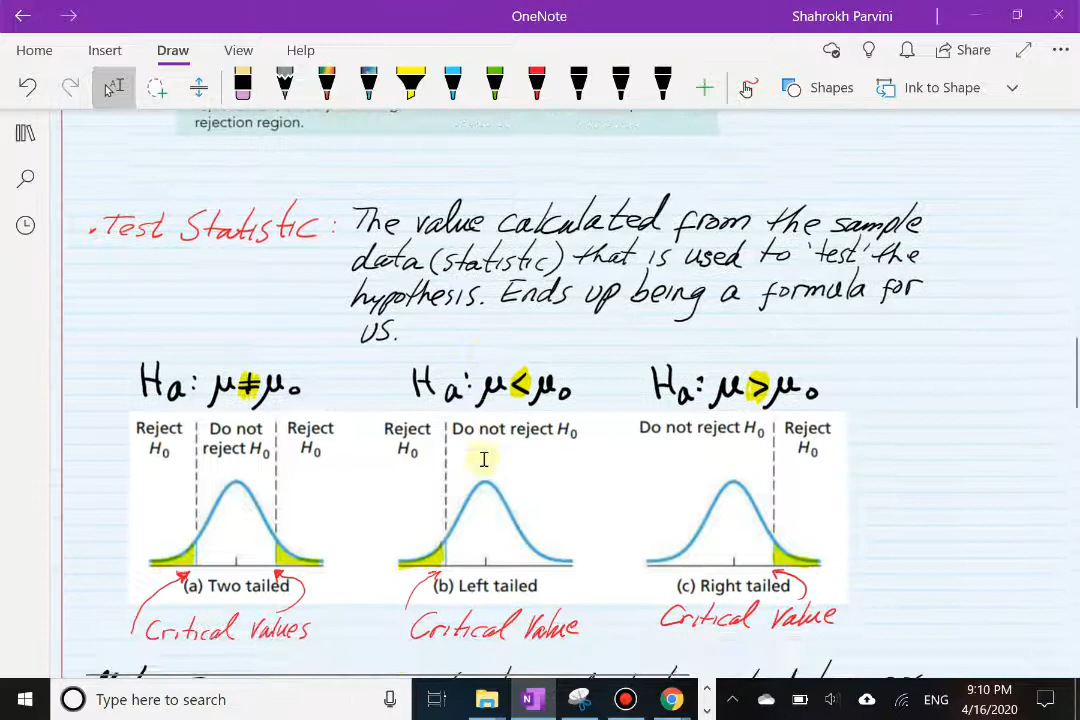 OneNote
Shahrokh Parvini
Home Insert Draw View Help
Share
Shapes
Ink to Shape
rejection region.
. Test Statistic : The value calculated from the sample
data (statistic) that is used to 'test' the
hypothesis. Ends up being a formula for
us.
Ha: μ≠μ₀ Ha: μ<μ₀ Ha: μ>μ₀
Reject H0 Do not reject H0 Reject H0
Reject H0 Do not reject H0
Do not reject H0 Reject H0
(a) Two tailed (b) Left tailed (c) Right tailed
Critical Values Critical Value Critical Value
Type here to search
ENG
9:10 PM
4/16/2020